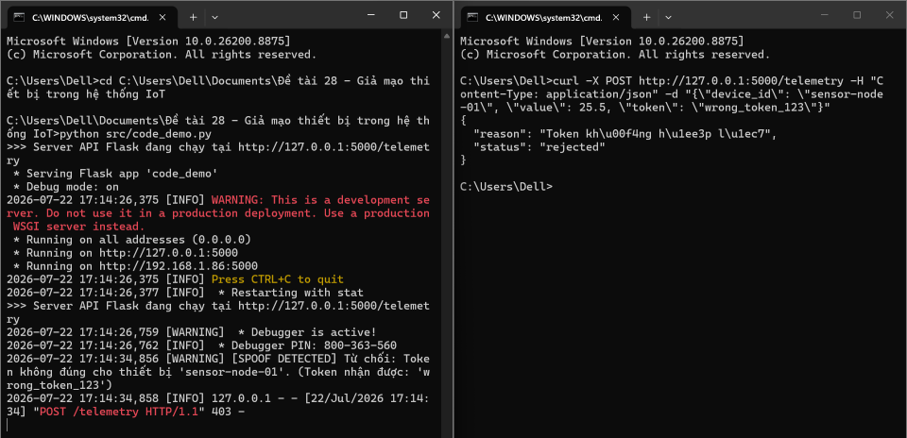 C:\WINDOWS\system32\cmd.
Microsoft Windows [Version 10.0.26200.8875]
(c) Microsoft Corporation. All rights reserved.
C:\Users\Dell>cd C:\Users\Dell\Documents\Đề tài 28 - Giả mạo thi
ết bị trong hệ thống IoT
C:\Users\Dell\Documents\Đề tài 28 - Giả mạo thiết bị trong hệ th
ống IoT>python src/code_demo.py
>>> Server API Flask đang chạy tại http://127.0.0.1:5000/telemet
ry
* Serving Flask app 'code_demo'
* Debug mode: on
2026-07-22 17:14:26,375 [INFO] WARNING: This is a development se
rver. Do not use it in a production deployment. Use a production
WSGI server instead.
* Running on all addresses (0.0.0.0)
* Running on http://127.0.0.1:5000
* Running on http://192.168.1.86:5000
2026-07-22 17:14:26,375 [INFO] Press CTRL+C to quit
2026-07-22 17:14:26,377 [INFO]  * Restarting with stat
>>> Server API Flask đang chạy tại http://127.0.0.1:5000/telemet
ry
2026-07-22 17:14:26,759 [WARNING]  * Debugger is active!
2026-07-22 17:14:26,762 [INFO]  * Debugger PIN: 800-363-560
2026-07-22 17:14:34,856 [WARNING] [SPOOF DETECTED] Từ chối: Toke
n không đúng cho thiết bị 'sensor-node-01'. (Token nhận được: 'w
rong_token_123')
2026-07-22 17:14:34,858 [INFO] 127.0.0.1 - - [22/Jul/2026 17:14:
34] "POST /telemetry HTTP/1.1" 403 -
C:\WINDOWS\system32\cmd.
Microsoft Windows [Version 10.0.26200.8875]
(c) Microsoft Corporation. All rights reserved.
C:\Users\Dell>curl -X POST http://127.0.0.1:5000/telemetry -H "C
ontent-Type: application/json" -d "{\"device_id\": \"sensor-node
-01\", \"value\": 25.5, \"token\": \"wrong_token_123\"}"
{
"reason": "Token kh\u00f4ng h\u1ee3p l\u1ec7",
"status": "rejected"
}
C:\Users\Dell>